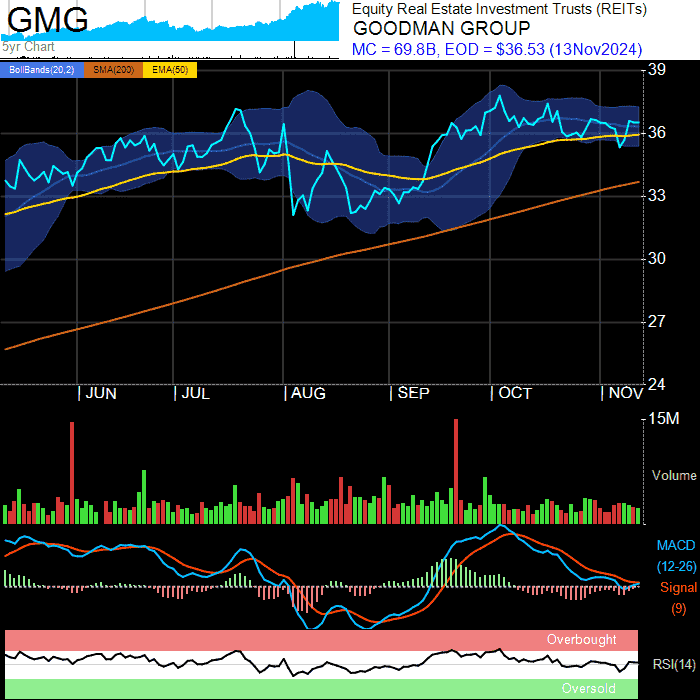 GMG
5yr Chart
Equity Real Estate Investment Trusts (REITs)
GOODMAN GROUP
MC = 69.8B, EOD = $36.53 (13Nov2024)
BollBands(20,2) SMA(200) EMA(50)
39
36
33
30
27
24
| JUN | JUL | AUG | SEP | OCT | NOV
15M
Volume
MACD
(12-26)
Signal
(9)
Overbought
RSI(14)
Oversold